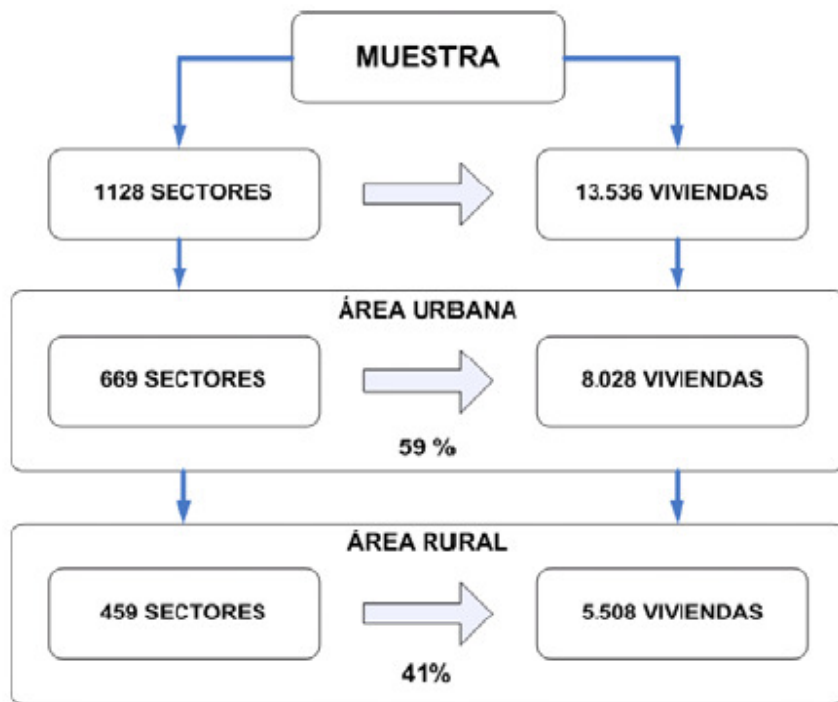 MUESTRA
1128 SECTORES
13.536 VIVIENDAS
ÁREA URBANA
669 SECTORES
8.028 VIVIENDAS
59 %
ÁREA RURAL
459 SECTORES
5.508 VIVIENDAS
41%